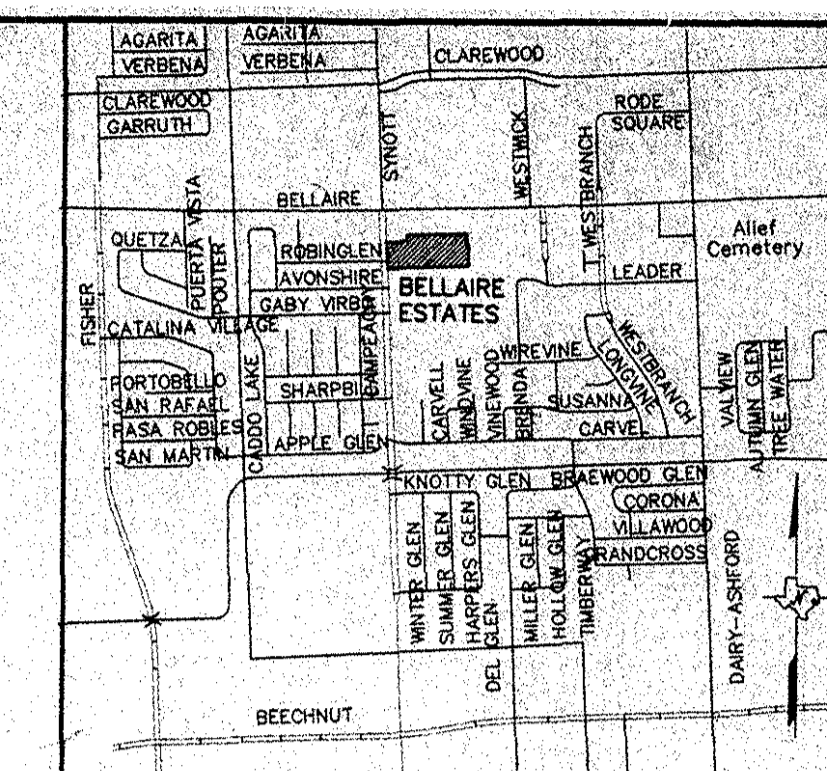 AGARITA
AGARITA
VERBENA
VERBENA
CLAREWOOD
CLAREWOOD
GARRUTH
RODE
SQUARE
SYNOTT
WESTWICK
T WESTBRANCH
BELLAIRE
PUERTA VISTA
POUTER
QUETZAL
ROBINGLEN
AVONSHIRE
GABY VIRBO
Alief
Cemetery
LEADER
BELLAIRE
ESTATES
FISHER
CATALINA VILLAGE
CAMPEACHY
WIREVINE
WESTBRANCH
LONGVINE
PORTOBELLO
SAN RAFAEL
PASA ROBLES
SAN MARTIN
CADDO LAKE
SHARPBILL
APPLE GLEN
CARVELL
WINDVINE
VINEWOOD
BRENDA
SUSANNA
CARVEL
VALVIEW
AUTUMN GLEN
TREE WATER
KNOTTY GLEN
BRAEWOOD GLEN
CORONA
VILLAWOOD
GRANDCROSS
WINTER GLEN
SUMMER GLEN
HARPERS GLEN
DEL GLEN
MILLER GLEN
HOLLOW GLEN
TIMBERWAY
DAIRY-ASHFORD
BEECHNUT